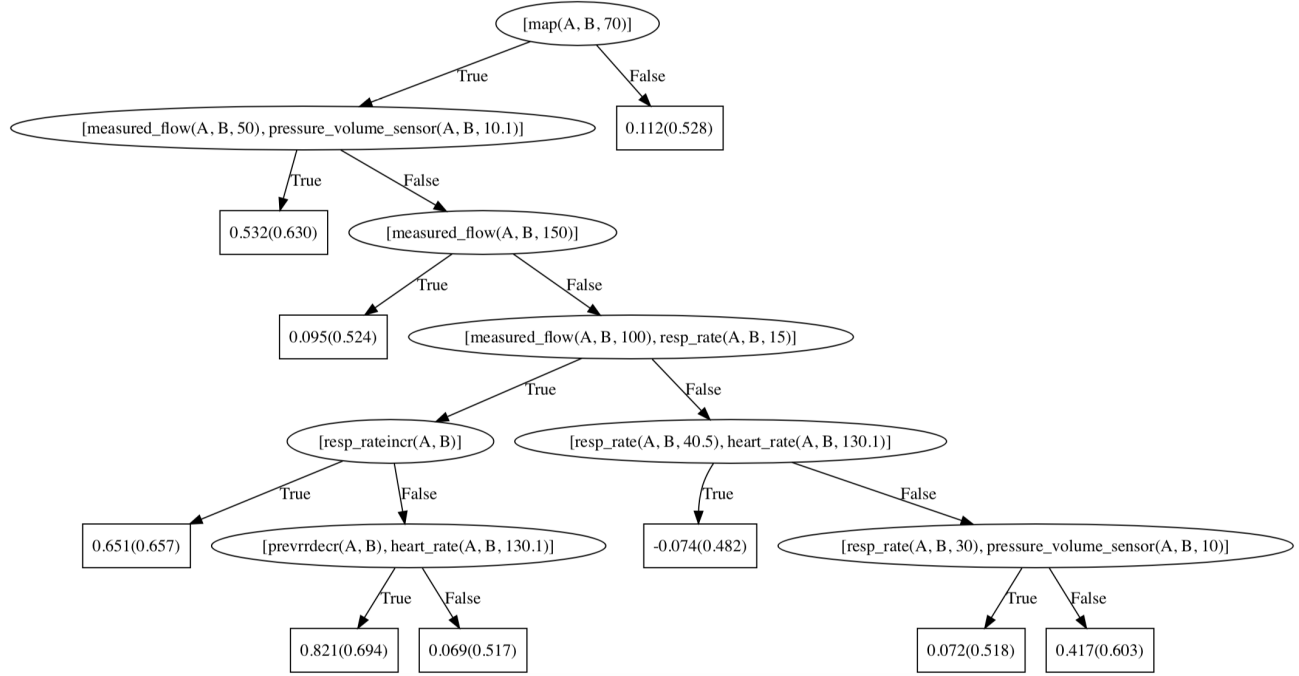 [map(A, B, 70)]
True
False
[measured_flow(A, B, 50), pressure_volume_sensor(A, B, 10.1)]
0.112(0.528)
True
False
0.532(0.630)
[measured_flow(A, B, 150)]
True
False
0.095(0.524)
[measured_flow(A, B, 100), resp_rate(A, B, 15)]
True
False
[resp_rateincr(A, B)]
[resp_rate(A, B, 40.5), heart_rate(A, B, 130.1)]
True
False
True
False
0.651(0.657)
[prevrrdecr(A, B), heart_rate(A, B, 130.1)]
-0.074(0.482)
[resp_rate(A, B, 30), pressure_volume_sensor(A, B, 10)]
True
False
True
False
0.821(0.694)
0.069(0.517)
0.072(0.518)
0.417(0.603)